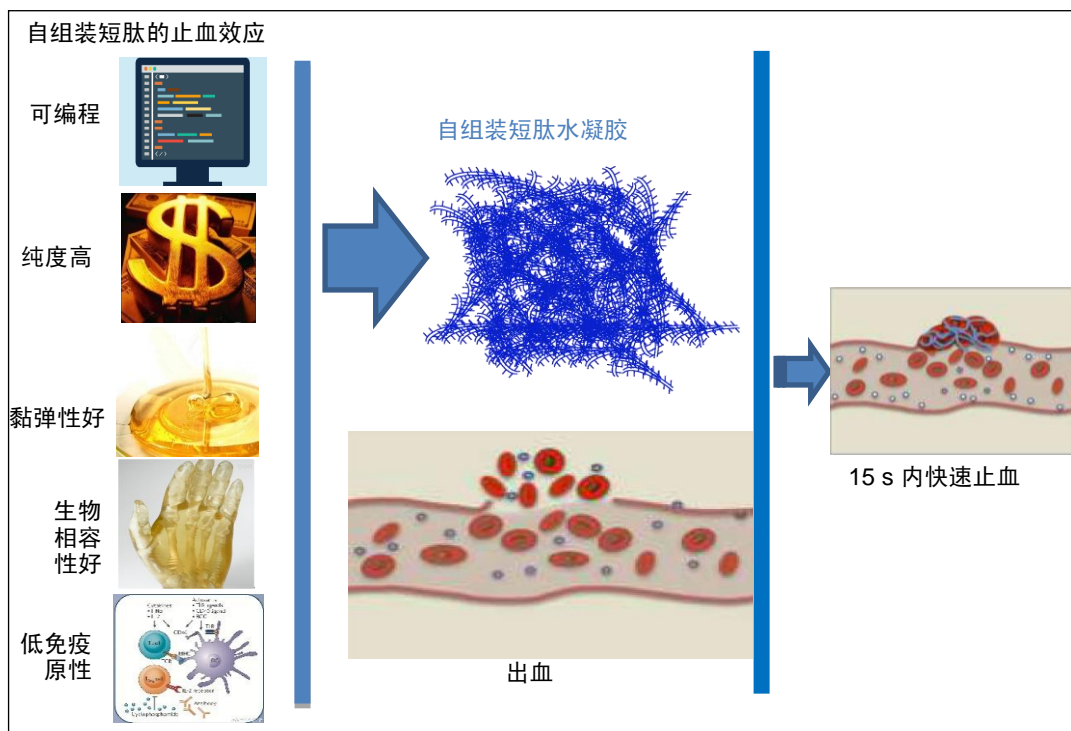 自组装短肽的止血效应
可编程
纯度高
黏弹性好
生物
相容
性好
低免疫
原性
自组装短肽水凝胶
出血
15 s 内快速止血